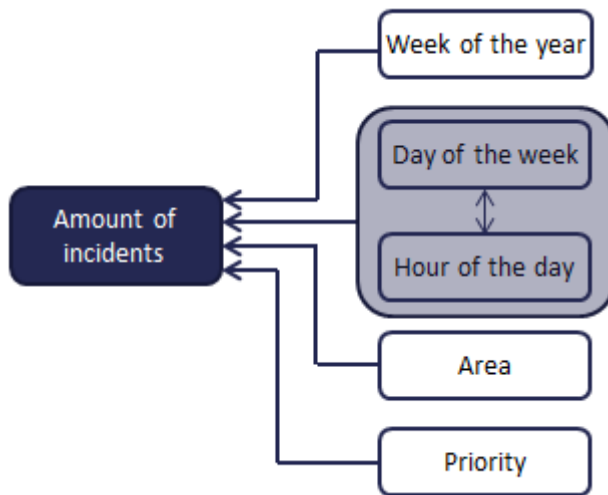 Week of the year
Day of the week
Amount of
incidents
Hour of the day
Area
Priority